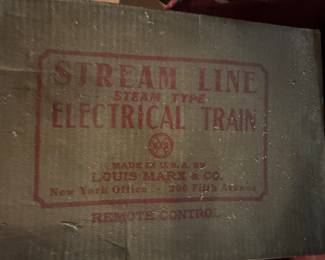 STREAM LINE
STEAM TYPE
ELECTRICAL TRAIN
MADE IN U.S.A. BY
LOUIS MARX & CO.
New York Office - 200 Fifth Avenue
REMOTE CONTROL